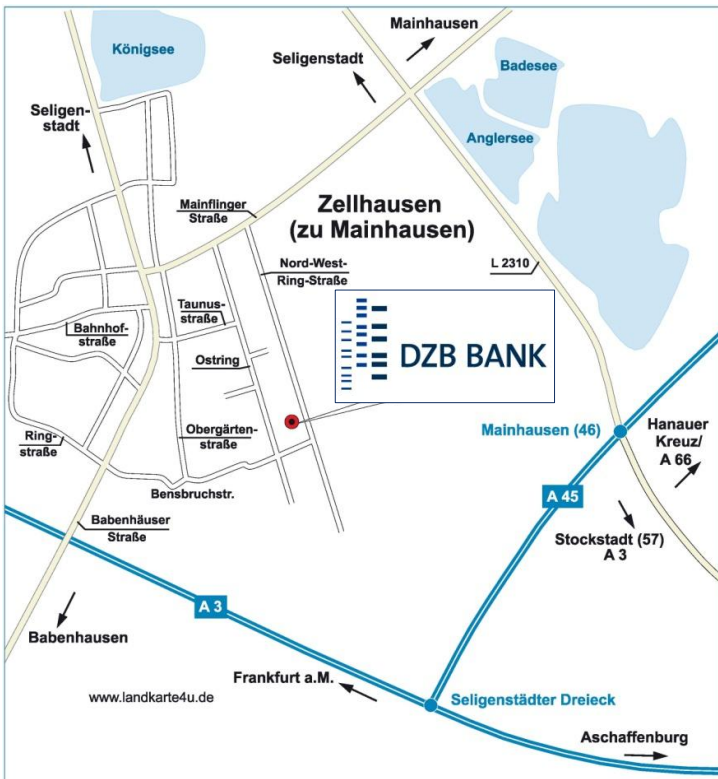 Mainhausen
Königsee
Seligenstadt
Badesee
Seligen-
stadt
Anglersee
Mainflinger
Straße
Zellhausen
(zu Mainhausen)
Nord-West-
Ring-Straße
L 2310
Taunus-
straße
Bahnhof-
straße
DZB BANK
Ostring
Ring-
straße
Obergärten-
straße
Mainhausen (46)
Hanauer
Kreuz/
A 66
Bensbruchstr.
A 45
Babenhäuser
Straße
Stockstadt (57)
A 3
A 3
Babenhausen
Frankfurt a.M.
www.landkarte4u.de
Seligenstädter Dreieck
Aschaffenburg